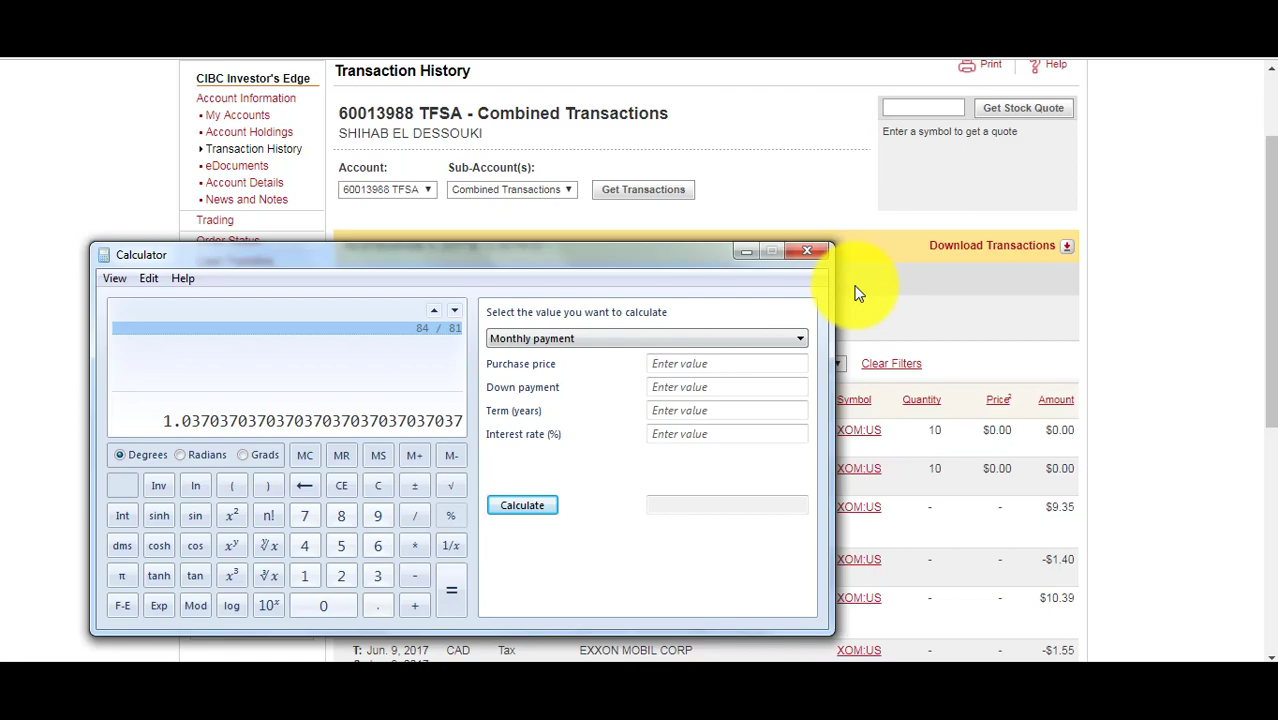 CIBC Investor's Edge
Account Information
My Accounts
Account Holdings
Transaction History
eDocuments
Account Details
News and Notes
Trading
Order Status
Transaction History
Print
Help
60013988 TFSA - Combined Transactions
SHIHAB EL DESSOUKI
Account:
Sub-Account(s):
60013988 TFSA
Combined Transactions
Get Transactions
Get Stock Quote
Enter a symbol to get a quote
Download Transactions
Clear Filters
Symbol Quantity Price² Amount
XOM:US 10 $0.00 $0.00
XOM:US 10 $0.00 $0.00
XOM:US - - $9.35
XOM:US - - -$1.40
XOM:US - - $10.39
T: Jun. 9, 2017 CAD Tax EXXON MOBIL CORP XOM:US - - -$1.55
Calculator
View Edit Help
84 / 81
1.037037037037037037037037037037
Degrees Radians Grads MC MR MS M+ M-
Inv ln ( ) ← CE C ± √
Int sinh sin x² n! 7 8 9 / %
dms cosh cos xʸ ʸ√x 4 5 6 * 1/x
π tanh tan x³ ³√x 1 2 3 - =
F-E Exp Mod log 10ˣ 0 . +
Select the value you want to calculate
Monthly payment
Purchase price Enter value
Down payment Enter value
Term (years) Enter value
Interest rate (%) Enter value
Calculate